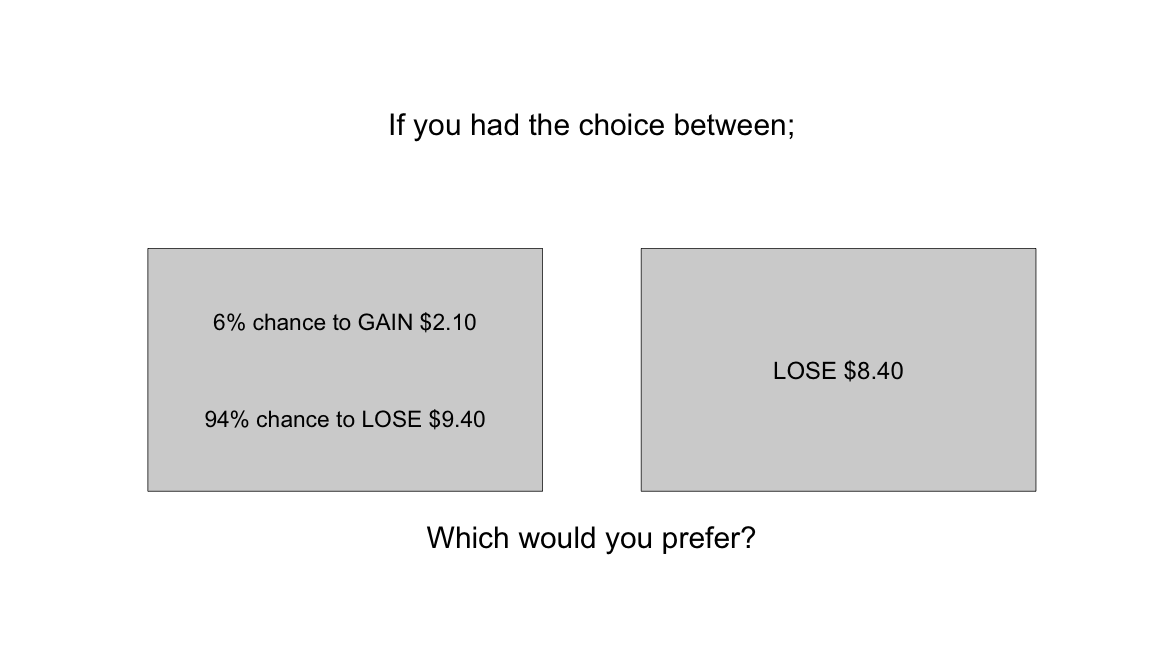 If you had the choice between;
6% chance to GAIN $2.10
94% chance to LOSE $9.40
LOSE $8.40
Which would you prefer?